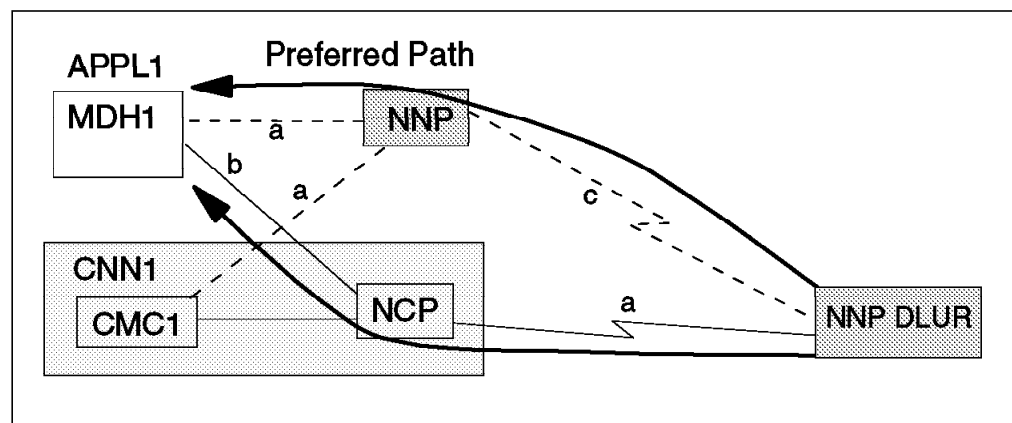 Preferred Path
APPL1
MDH1
NNP
a
b
a
c
CNN1
CMC1
NCP
a
NNP DLUR